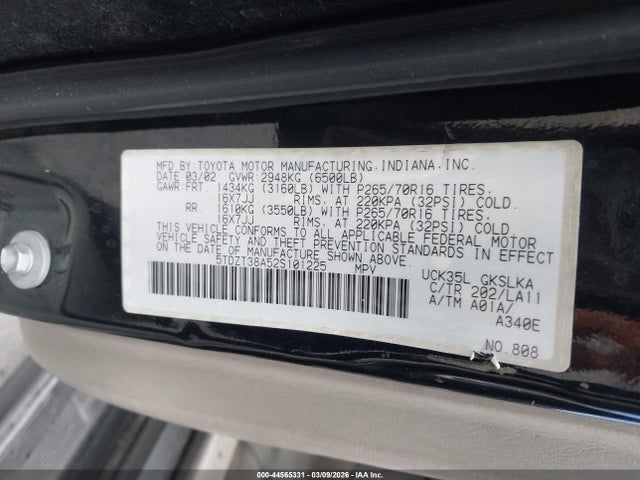 MFD.BY:TOYOTA MOTOR MANUFACTURING,INDIANA,INC.
DATE 03/02 GVWR:2948KG (6500LB)
GAWR:FRT. 1434KG (3160LB) WITH P265/70R16 TIRES.
16X7JJ RIMS. AT 220KPA (32PSI) COLD.
RR. 1610KG (3550LB) WITH P265/70R16 TIRES.
16X7JJ RIMS. AT 220KPA (32PSI) COLD.
THIS VEHICLE CONFORMS TO ALL APPLICABLE FEDERAL MOTOR
VEHICLE SAFETY AND THEFT PREVENTION STANDARDS IN EFFECT
ON THE DATE OF MANUFACTURE SHOWN ABOVE.
5TDZT38A52S101225 MPV
UCK35L GKSLKA
C/TR 202/LA11
A/TM A01A/
A340E
NO.808
000-44565331 - 03/09/2026 - IAAI.COM